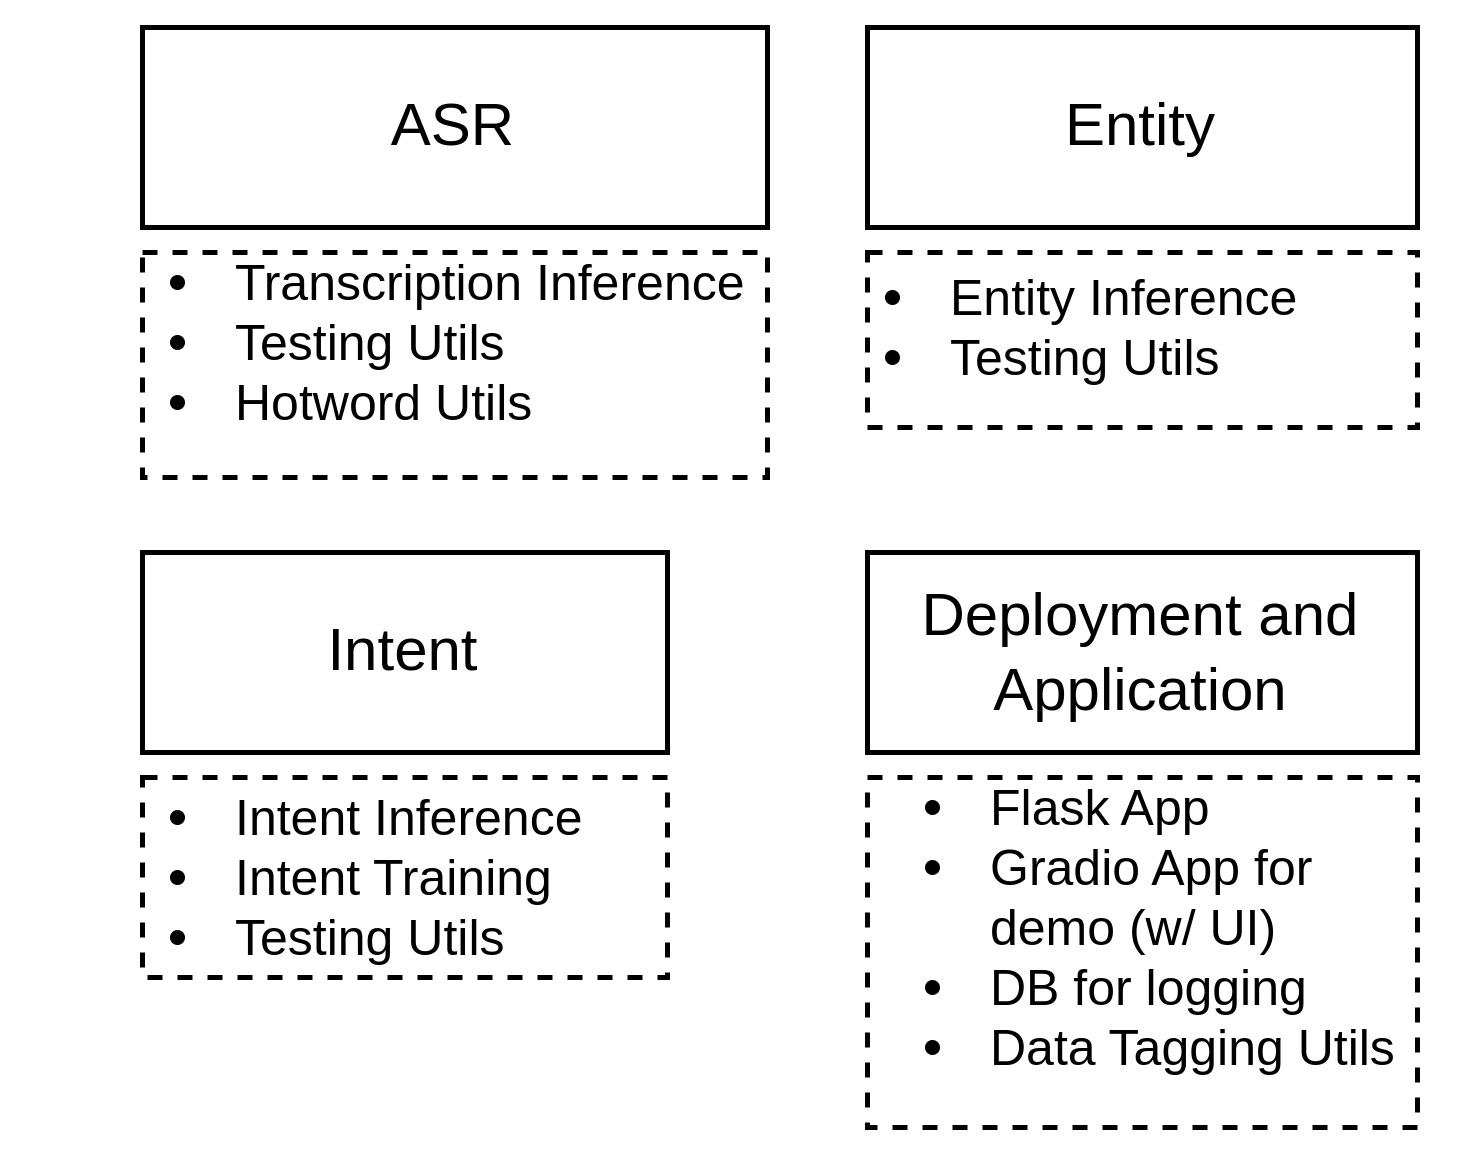 ASR
• Transcription Inference
• Testing Utils
• Hotword Utils
Entity
• Entity Inference
• Testing Utils
Intent
• Intent Inference
• Intent Training
• Testing Utils
Deployment and
Application
• Flask App
• Gradio App for
demo (w/ UI)
• DB for logging
• Data Tagging Utils